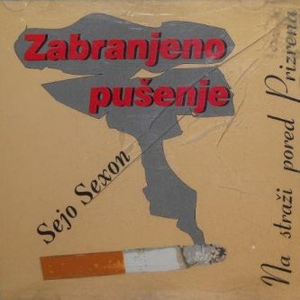 Zabranjeno
pušenje
Sejo Sexon
Na straži pored Prizrena